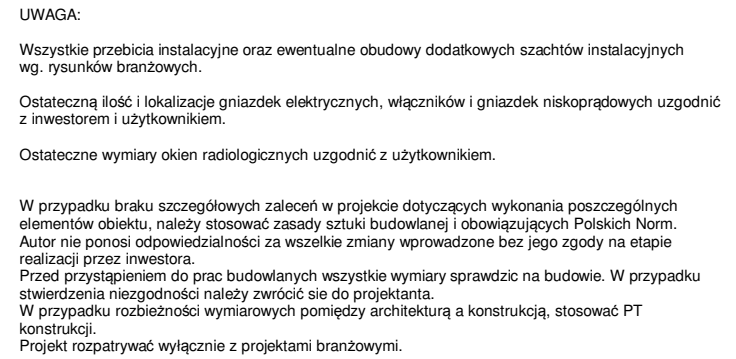 UWAGA:
Wszystkie przebicia instalacyjne oraz ewentualne obudowy dodatkowych szachtów instalacyjnych
wg. rysunków branżowych.
Ostateczną ilość i lokalizacje gniazdek elektrycznych, włączników i gniazdek niskoprądowych uzgodnić
z inwestorem i użytkownikiem.
Ostateczne wymiary okien radiologicznych uzgodnić z użytkownikiem.
W przypadku braku szczegółowych zaleceń w projekcie dotyczących wykonania poszczególnych
elementów obiektu, należy stosować zasady sztuki budowlanej i obowiązujących Polskich Norm.
Autor nie ponosi odpowiedzialności za wszelkie zmiany wprowadzone bez jego zgody na etapie
realizacji przez inwestora.
Przed przystąpieniem do prac budowlanych wszystkie wymiary sprawdzic na budowie. W przypadku
stwierdzenia niezgodności należy zwrócić sie do projektanta.
W przypadku rozbieżności wymiarowych pomiędzy architekturą a konstrukcją, stosować PT
konstrukcji.
Projekt rozpatrywać wyłącznie z projektami branżowymi.